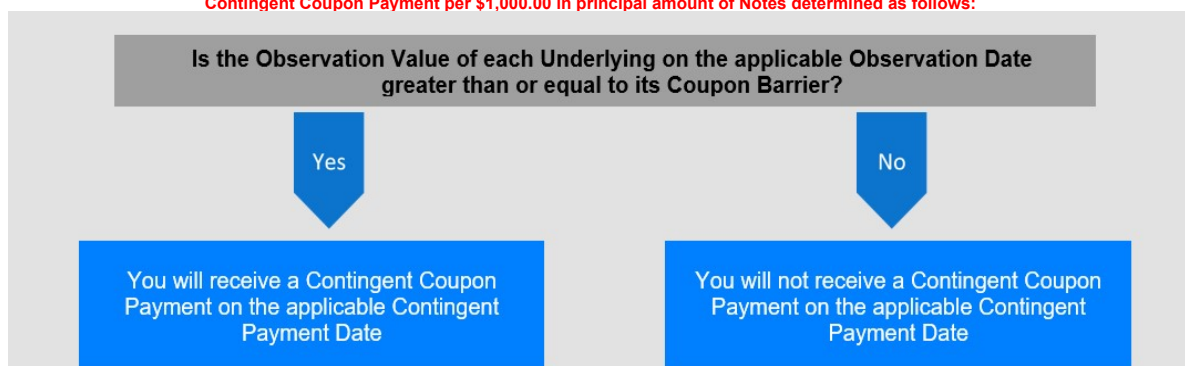 Contingent Coupon Payment per $1,000.00 in principal amount of Notes determined as follows:
Is the Observation Value of each Underlying on the applicable Observation Date
greater than or equal to its Coupon Barrier?
Yes
No
You will receive a Contingent Coupon
Payment on the applicable Contingent
Payment Date
You will not receive a Contingent Coupon
Payment on the applicable Contingent
Payment Date